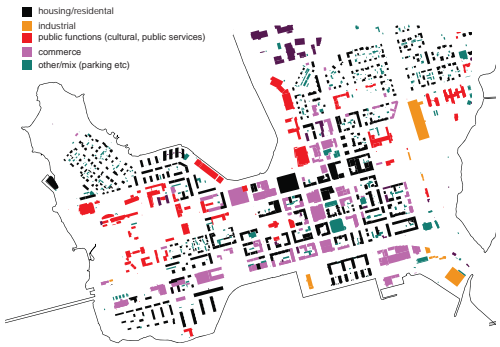 housing/residental
industrial
public functions (cultural, public services)
commerce
other/mix (parking etc)